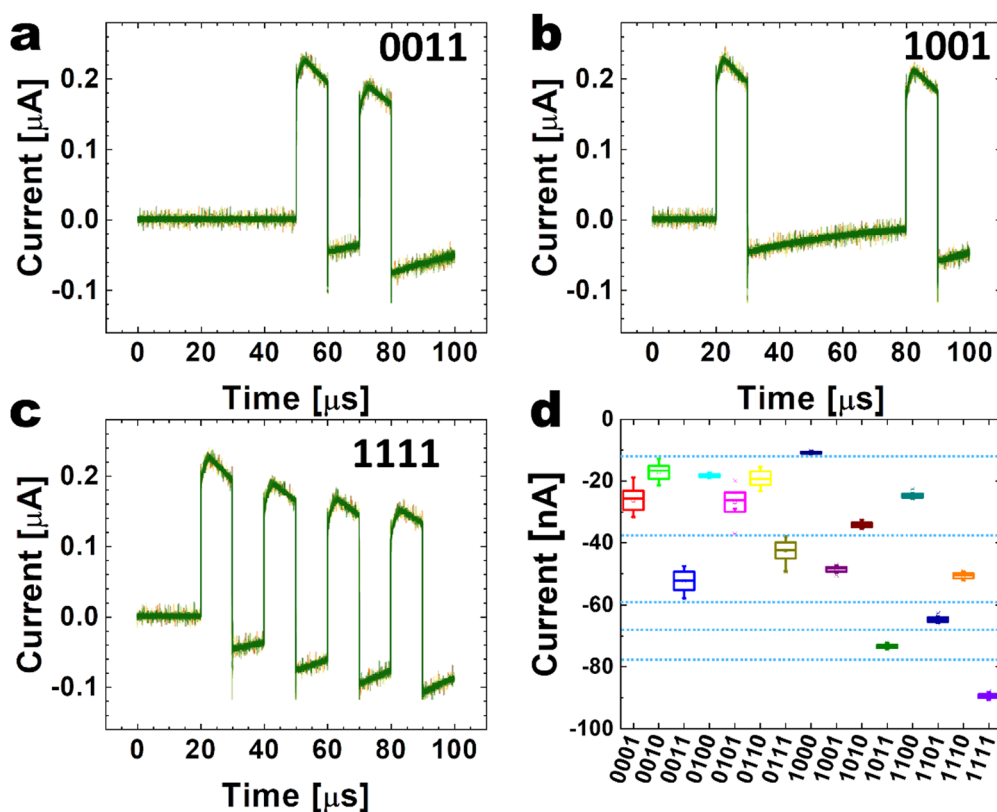 a
0011
0.2
0.1
0.0
-0.1
Current [μA]
0 20 40 60 80 100
Time [μs]
b
1001
0.2
0.1
0.0
-0.1
Current [μA]
0 20 40 60 80 100
Time [μs]
c
1111
0.2
0.1
0.0
-0.1
Current [μA]
0 20 40 60 80 100
Time [μs]
d
0
-20
-40
-60
-80
-100
Current [nA]
0001 0010 0011 0100 0101 0110 0111 1000 1001 1010 1011 1100 1101 1110 1111